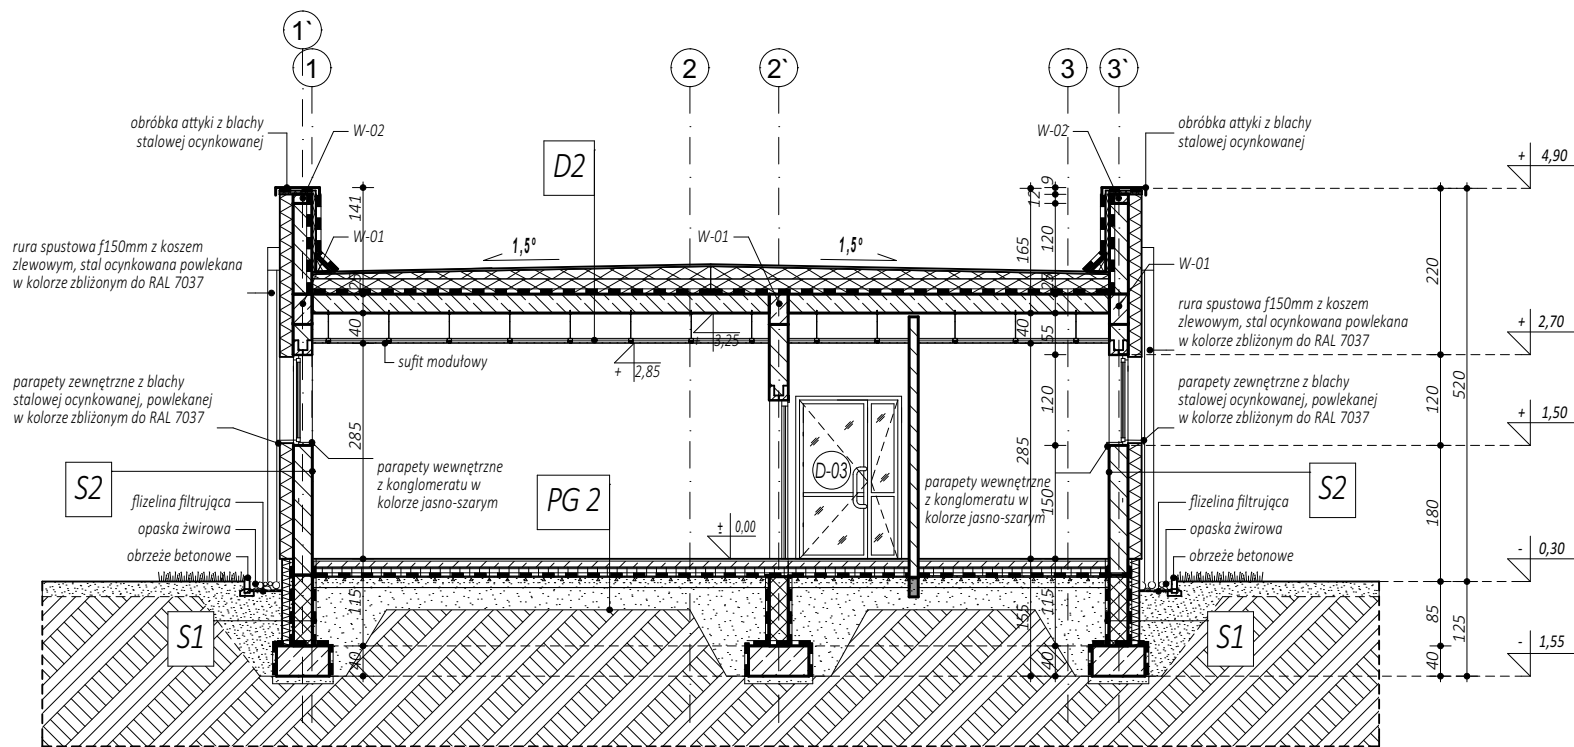 1`
1
2
2`
3
3`
obróbka attyki z blachy
stalowej ocynkowanej
W-02
D2
W-02
obróbka attyki z blachy
stalowej ocynkowanej
+ 4,90
141
12
9
rura spustowa f150mm z koszem
zlewowym, stal ocynkowana powlekana
w kolorze zbliżonym do RAL 7037
W-01
1,5°
W-01
1,5°
165
120
220
W-01
rura spustowa f150mm z koszem
zlewowym, stal ocynkowana powlekana
w kolorze zbliżonym do RAL 7037
40
40
55
+ 3,25
sufit modułowy
+ 2,85
+ 2,70
parapety zewnętrzne z blachy
stalowej ocynkowanej, powlekanej
w kolorze zbliżonym do RAL 7037
parapety zewnętrzne z blachy
stalowej ocynkowanej, powlekanej
w kolorze zbliżonym do RAL 7037
120
120
520
+ 1,50
285
285
S2
parapety wewnętrzne
z konglomeratu w
kolorze jasno-szarym
PG 2
D-03
parapety wewnętrzne
z konglomeratu w
kolorze jasno-szarym
150
S2
180
flizelina filtrująca
opaska żwirowa
obrzeże betonowe
± 0,00
flizelina filtrująca
opaska żwirowa
obrzeże betonowe
- 0,30
115
155
115
85
125
S1
S1
40
40
40
- 1,55